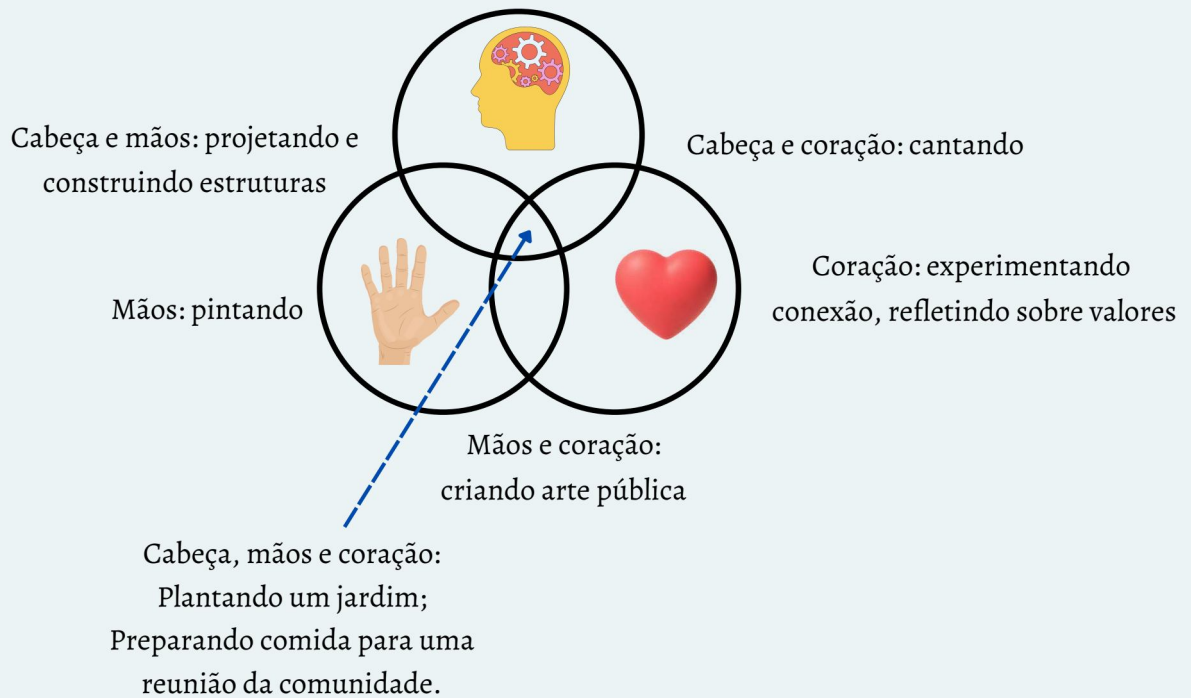 Cabeça e mãos: projetando e
construindo estruturas
Cabeça e coração: cantando
Mãos: pintando
Coração: experimentando
conexão, refletindo sobre valores
Mãos e coração:
criando arte pública
Cabeça, mãos e coração:
Plantando um jardim;
Preparando comida para uma
reunião da comunidade.